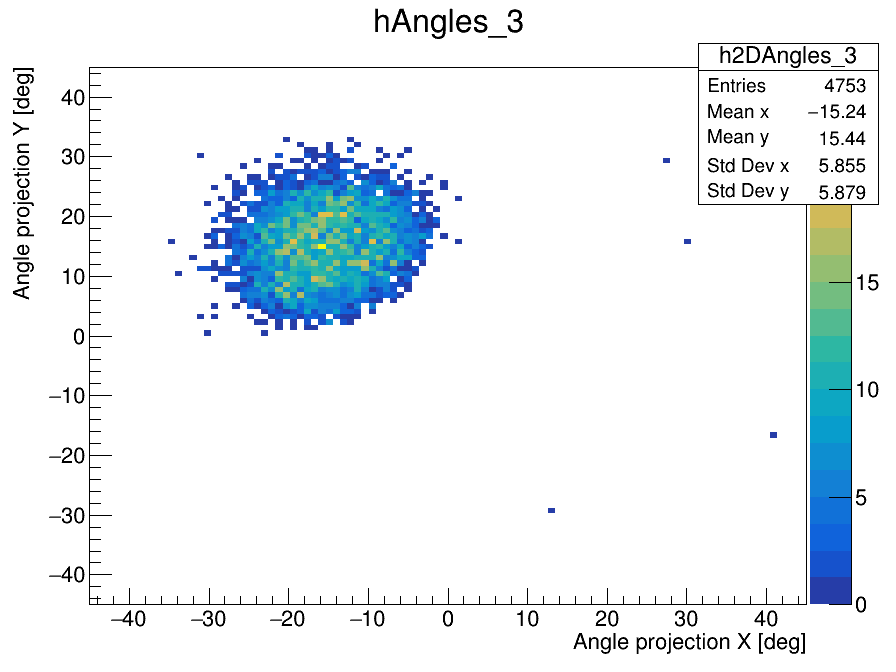 hAngles_3
h2DAngles_3
Entries 4753
Mean x −15.24
Mean y 15.44
Std Dev x 5.855
Std Dev y 5.879
Angle projection Y [deg]
40
30
20
10
0
−10
−20
−30
−40
−40 −30 −20 −10 0 10 20 30 40
Angle projection X [deg]
15
10
5
0